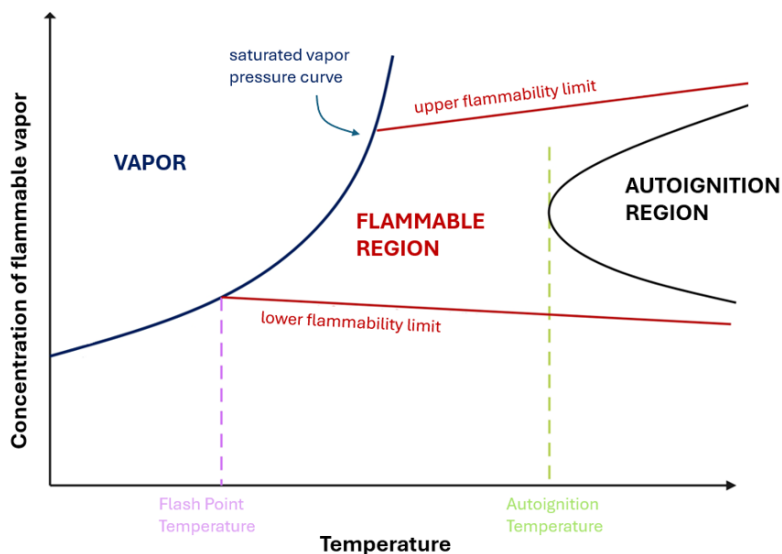 Concentration of flammable vapor
saturated vapor
pressure curve
upper flammability limit
VAPOR
AUTOIGNITION
REGION
FLAMMABLE
REGION
lower flammability limit
Flash Point
Temperature
Autoignition
Temperature
Temperature